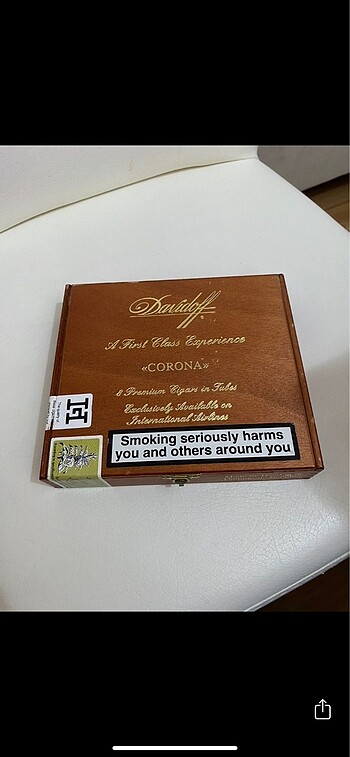 Davidoff
A First Class Experience
«CORONA»
8 Premium Cigars in Tubes
Exclusively Available on
International Airlines
Smoking seriously harms
you and others around you